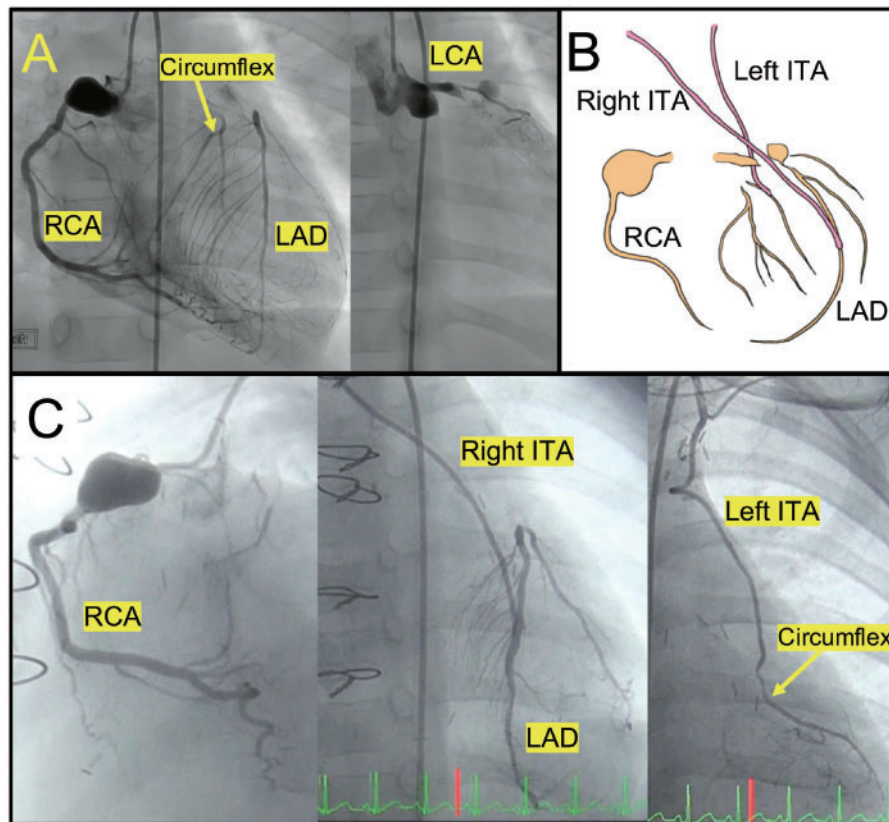 A
Circumflex
RCA
LAD
LCA
B
Left ITA
Right ITA
RCA
LAD
C
RCA
Right ITA
LAD
Left ITA
Circumflex